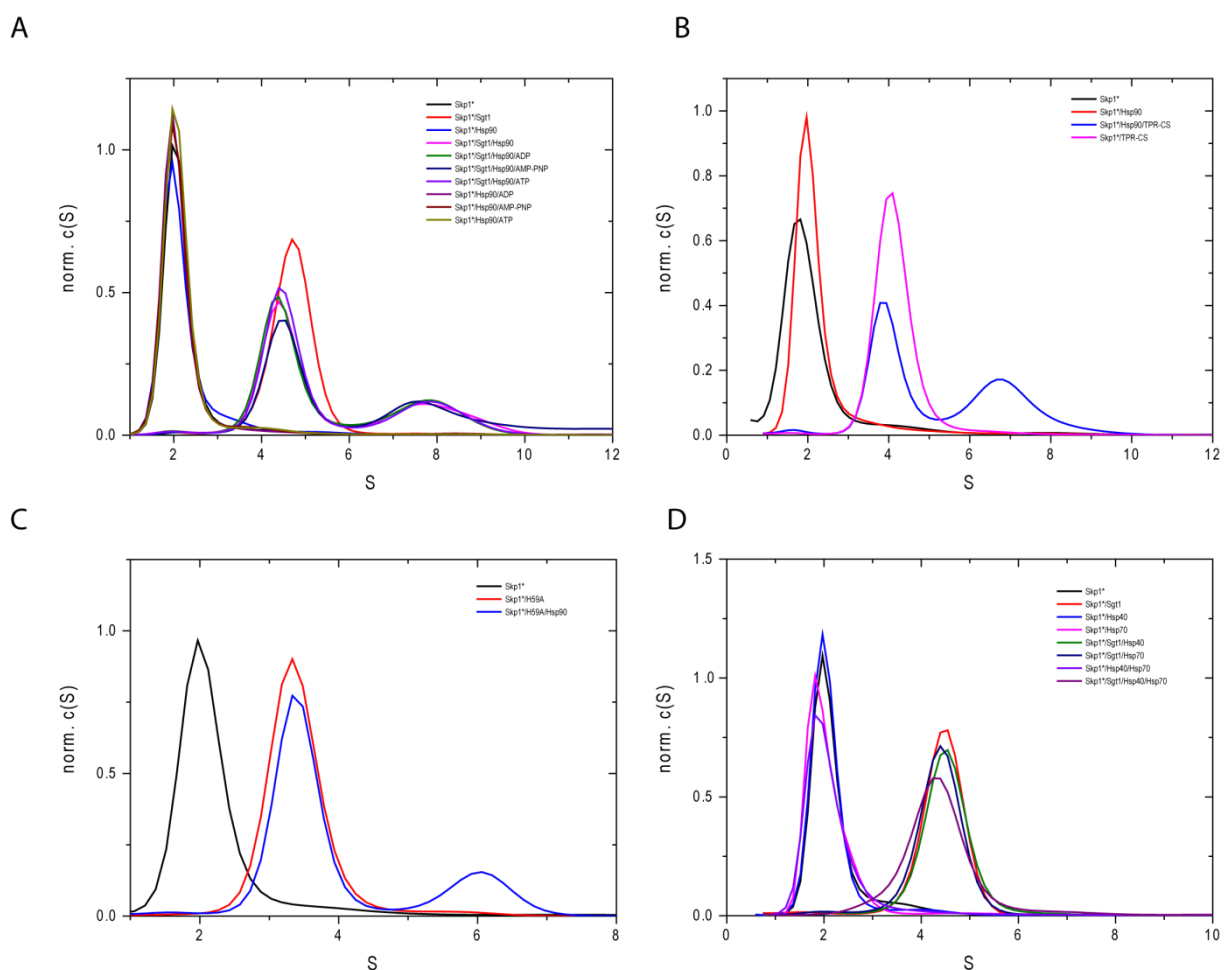 A
norm. c(S)
1.0
0.5
0.0
2
4
6
8
10
12
S
Skp1*
Skp1*/Sgt1
Skp1*/Hsp90
Skp1*/Sgt1/Hsp90
Skp1*/Sgt1/Hsp90/ADP
Skp1*/Sgt1/Hsp90/AMP-PNP
Skp1*/Sgt1/Hsp90/ATP
Skp1*/Hsp90/ADP
Skp1*/Hsp90/AMP-PNP
Skp1*/Hsp90/ATP
B
norm. c(S)
1.0
0.8
0.6
0.4
0.2
0.0
0
2
4
6
8
10
12
S
Skp1*
Skp1*/Hsp90
Skp1*/Hsp90/TPR-CS
Skp1*/TPR-CS
C
norm. c(S)
1.0
0.5
0.0
2
4
6
8
S
Skp1*
Skp1*/H59A
Skp1*/H59A/Hsp90
D
norm. c(S)
1.5
1.0
0.5
0.0
0
2
4
6
8
10
S
Skp1*
Skp1*/Sgt1
Skp1*/Hsp40
Skp1*/Hsp70
Skp1*/Sgt1/Hsp40
Skp1*/Sgt1/Hsp70
Skp1*/Hsp40/Hsp70
Skp1*/Sgt1/Hsp40/Hsp70